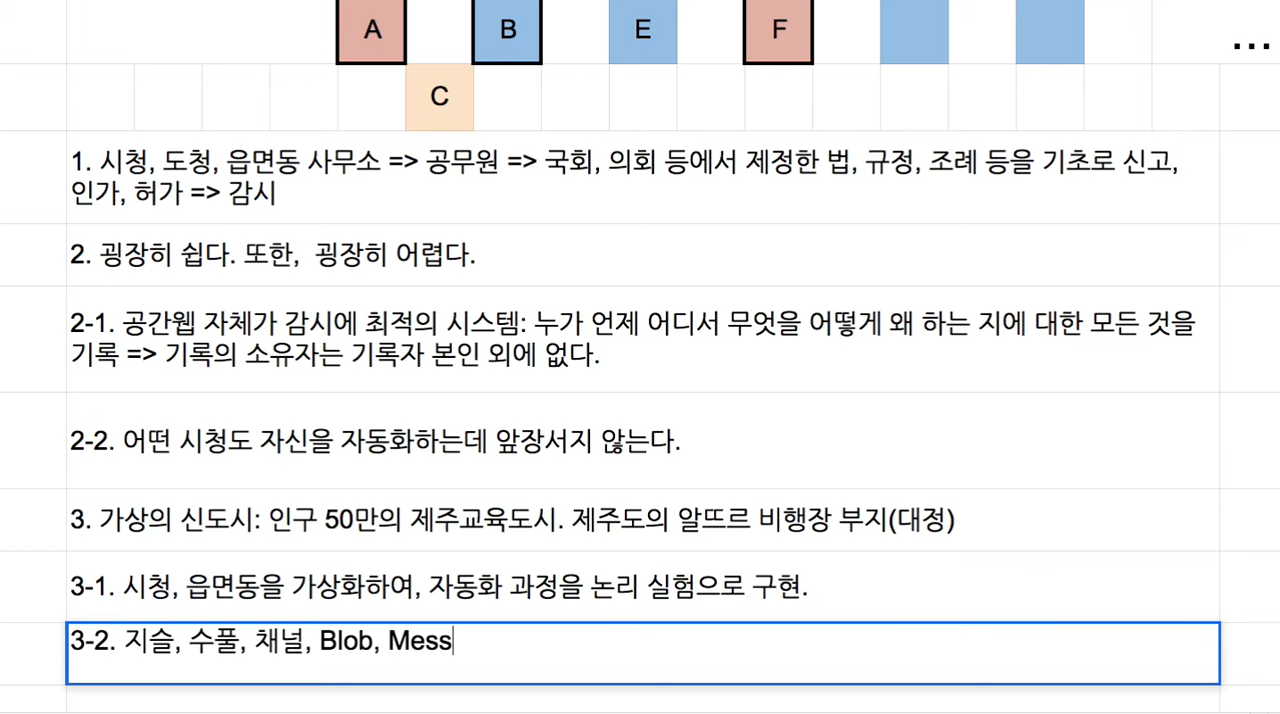 A B E F
...
C
1. 시청, 도청, 읍면동 사무소 => 공무원 => 국회, 의회 등에서 제정한 법, 규정, 조례 등을 기초로 신고,
인가, 허가 => 감시
2. 굉장히 쉽다. 또한,  굉장히 어렵다.
2-1. 공간웹 자체가 감시에 최적의 시스템: 누가 언제 어디서 무엇을 어떻게 왜 하는 지에 대한 모든 것을
기록 => 기록의 소유자는 기록자 본인 외에 없다.
2-2. 어떤 시청도 자신을 자동화하는데 앞장서지 않는다.
3. 가상의 신도시: 인구 50만의 제주교육도시. 제주도의 알뜨르 비행장 부지(대정)
3-1. 시청, 읍면동을 가상화하여, 자동화 과정을 논리 실험으로 구현.
3-2. 지슬, 수풀, 채널, Blob, Mess